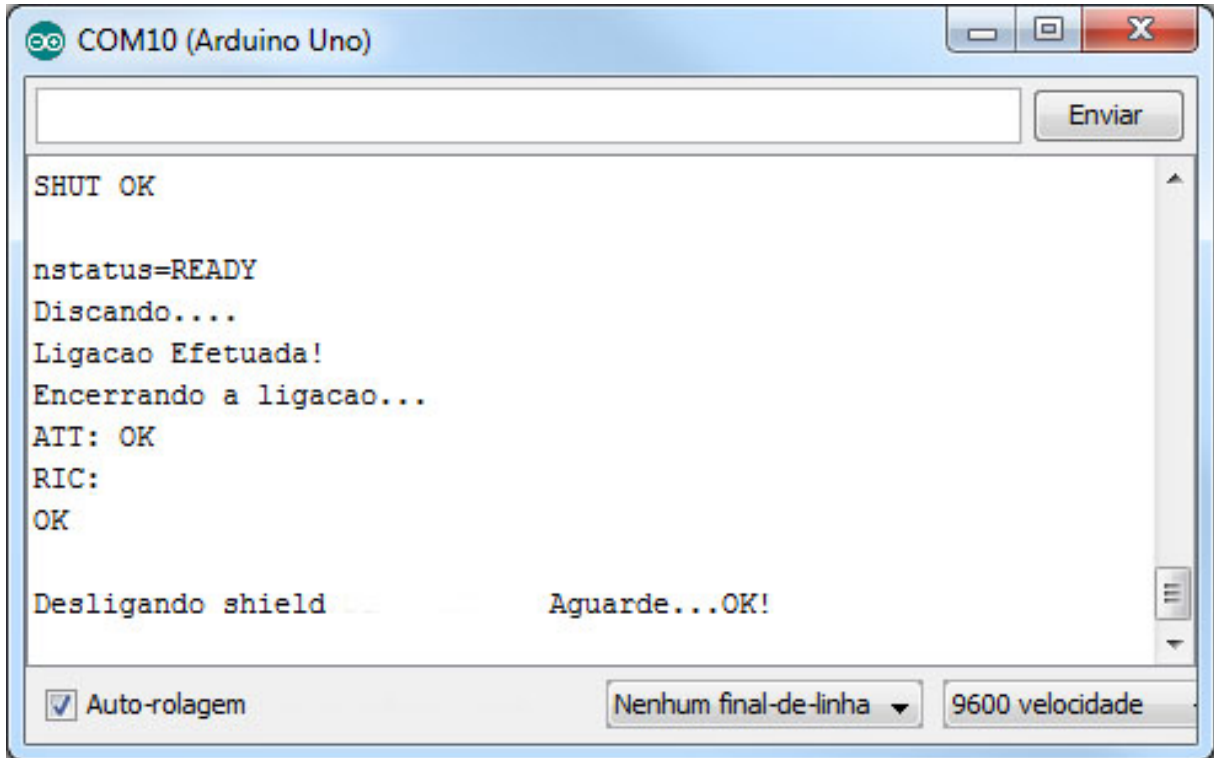 COM10 (Arduino Uno)
Enviar
SHUT OK
nstatus=READY
Discando....
Ligacao Efetuada!
Encerrando a ligacao...
ATT: OK
RIC:
OK
Desligando shield Aguarde...OK!
Auto-rolagem Nenhum final-de-linha 9600 velocidade